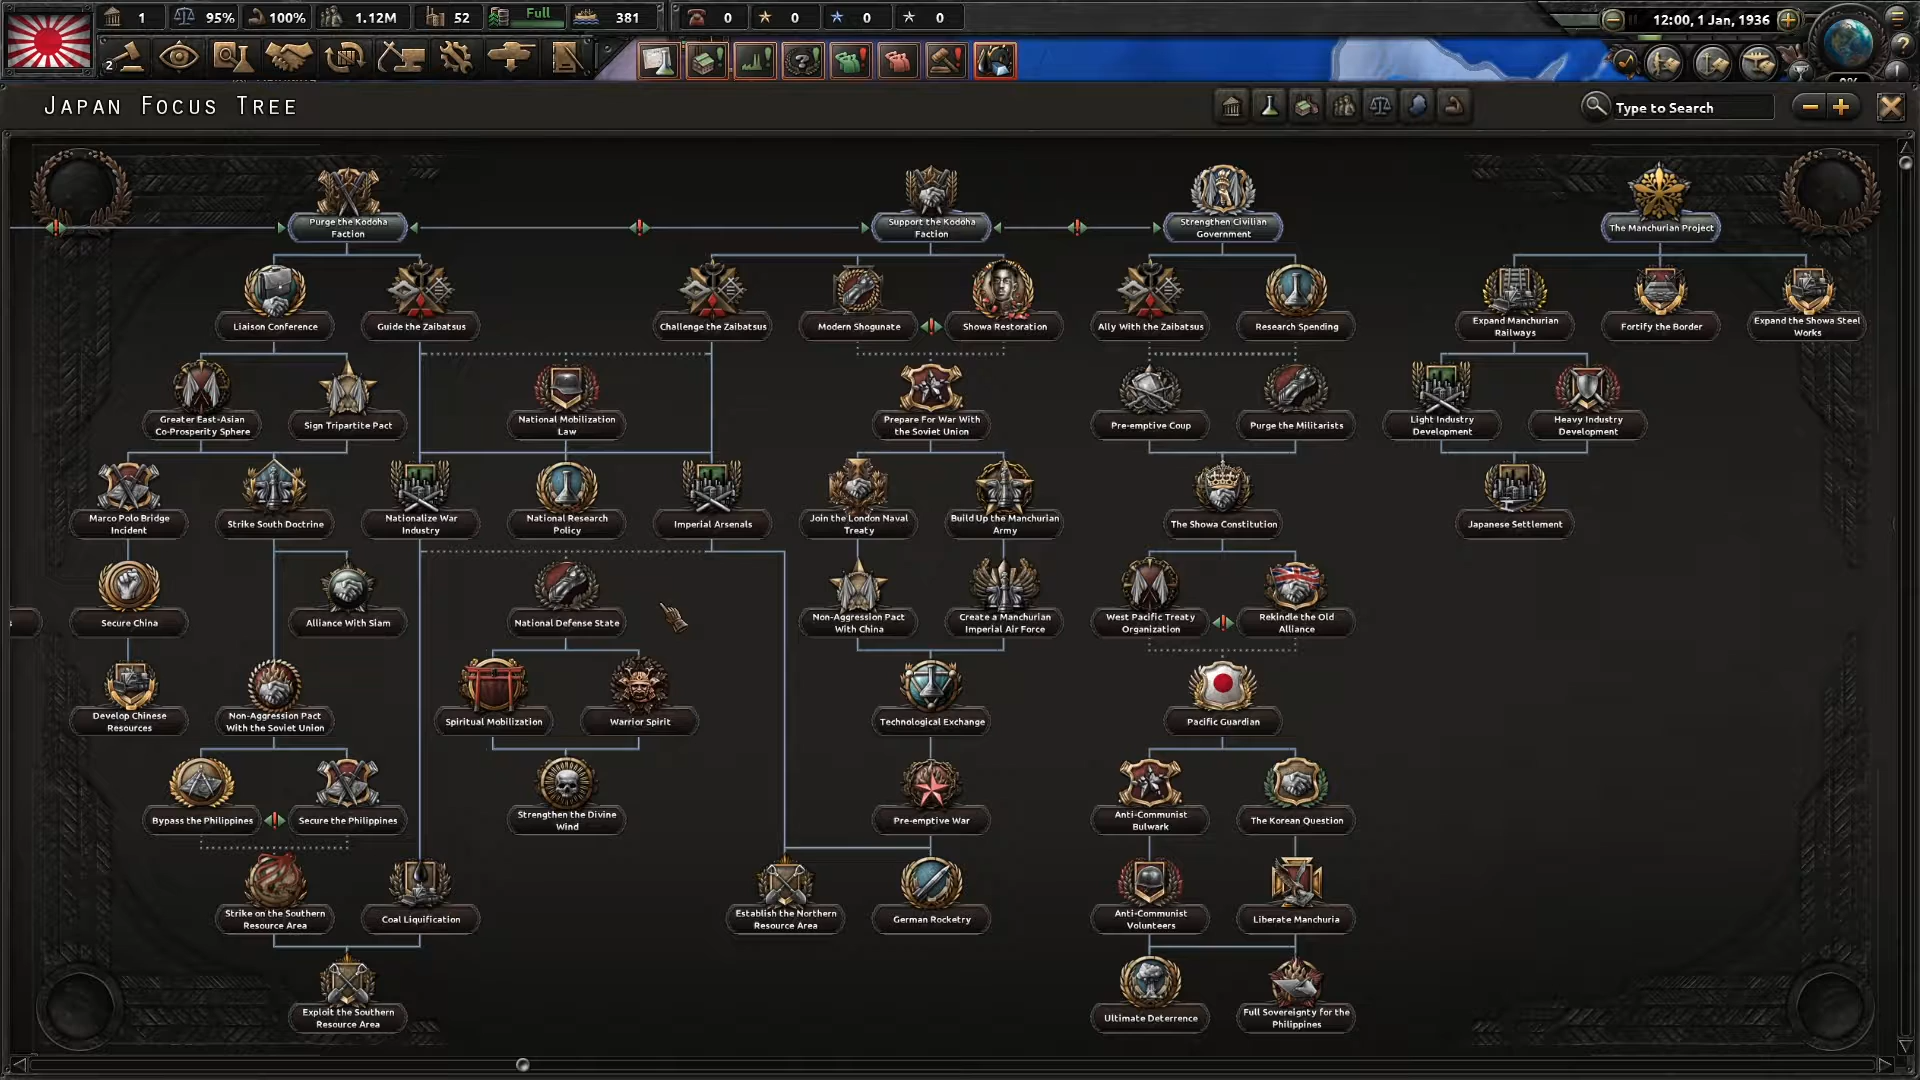 1
95%
100%
1.12M
52
Full
381
0
0
0
0
12:00, 1 Jan, 1936
2
Japan Focus Tree
Type to Search
Purge the Kodoha
Faction
Support the Kodoha
Faction
Strengthen Civilian
Government
The Manchurian Project
Liaison Conference
Guide the Zaibatsus
Challenge the Zaibatsus
Modern Shogunate
Showa Restoration
Ally With the Zaibatsus
Research Spending
Expand Manchurian
Railways
Fortify the Border
Expand the Showa Steel
Works
Greater East-Asian
Co-Prosperity Sphere
Sign Tripartite Pact
National Mobilization
Law
Prepare For War With
the Soviet Union
Pre-emptive Coup
Purge the Militarists
Light Industry
Development
Heavy Industry
Development
Marco Polo Bridge
Incident
Strike South Doctrine
Nationalize War
Industry
National Research
Policy
Imperial Arsenals
Join the London Naval
Treaty
Build Up the Manchurian
Army
The Showa Constitution
Japanese Settlement
s
Secure China
Alliance With Siam
National Defense State
Non-Aggression Pact
With China
Create a Manchurian
Imperial Air Force
West Pacific Treaty
Organization
Rekindle the Old
Alliance
Develop Chinese
Resources
Non-Aggression Pact
With the Soviet Union
Spiritual Mobilization
Warrior Spirit
Technological Exchange
Pacific Guardian
Bypass the Philippines
Secure the Philippines
Strengthen the Divine
Wind
Pre-emptive War
Anti-Communist
Bulwark
The Korean Question
Strike on the Southern
Resource Area
Coal Liquification
Establish the Northern
Resource Area
German Rocketry
Anti-Communist
Volunteers
Liberate Manchuria
Exploit the Southern
Resource Area
Ultimate Deterrence
Full Sovereignty for the
Philippines